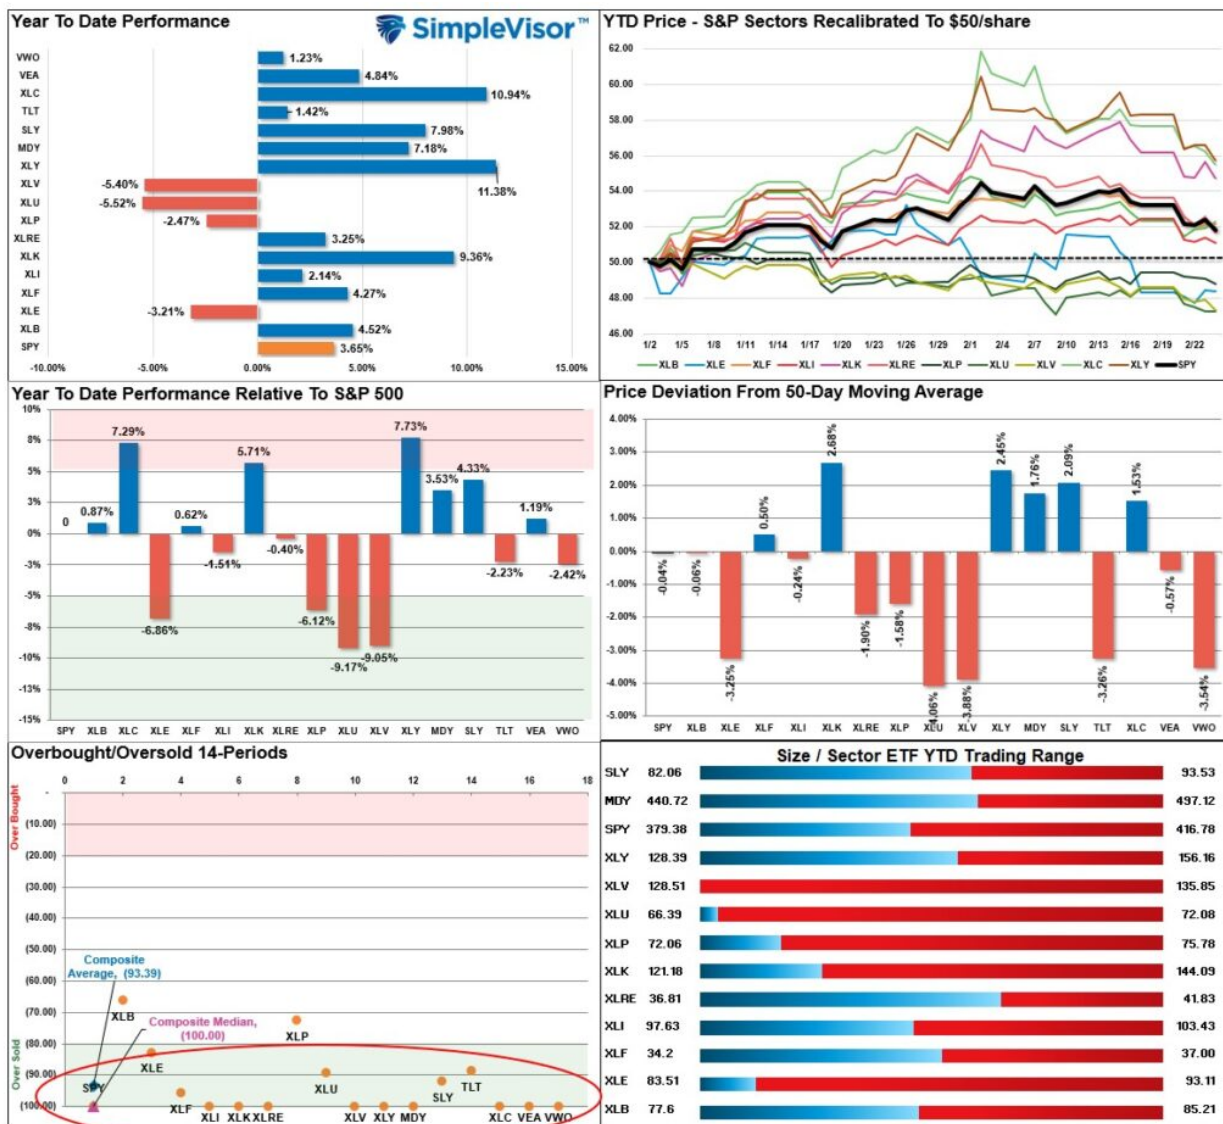 Year To Date Performance
SimpleVisor™
VWO 1.23%
VEA 4.84%
XLC 10.94%
TLT 1.42%
SLY 7.98%
MDY 7.18%
XLY 11.38%
XLV -5.40%
XLU -5.52%
XLP -2.47%
XLRE 3.25%
XLK 9.36%
XLI 2.14%
XLF 4.27%
XLE -3.21%
XLB 4.52%
SPY 3.65%
-10.00% -5.00% 0.00% 5.00% 10.00% 15.00%
YTD Price - S&P Sectors Recalibrated To $50/share
62.00
60.00
58.00
56.00
54.00
52.00
50.00
48.00
46.00
1/2 1/5 1/11 1/14 1/17 1/20 1/23 1/26 1/29 2/1 2/4 2/7 2/10 2/13 2/16 2/19 2/22
XLB XLE XLF XLI XLK XLRE XLP XLU XLV XLC XLY SPY
Year To Date Performance Relative To S&P 500
10%
8%
5%
3%
0%
-3%
-5%
-8%
-10%
-13%
-15%
0 0.87% 7.29% -6.86% 0.62% -1.51% 5.71% -0.40% -6.12% -9.17% -9.05% 7.73% 3.53% 4.33% -2.23% 1.19% -2.42%
SPY XLB XLC XLE XLF XLI XLK XLRE XLP XLU XLV XLY MDY SLY TLT VEA VWO
Price Deviation From 50-Day Moving Average
4.00%
3.00%
2.00%
1.00%
0.00%
-1.00%
-2.00%
-3.00%
-4.00%
-5.00%
-0.04% -0.06% -3.25% 0.50% -0.24% 2.68% -1.90% -1.58% -4.06% -3.88% 2.45% 1.76% 2.09% -3.26% 1.53% -0.57% -3.54%
SPY XLB XLE XLF XLI XLK XLRE XLP XLU XLV XLY MDY SLY TLT XLC VEA VWO
Overbought/Oversold 14-Periods
0 2 4 6 8 10 12 14 16 18
-
(10.00)
(20.00)
(30.00)
(40.00)
(50.00)
(60.00)
(70.00)
(80.00)
(90.00)
(100.00)
Over Bought
Over Sold
Composite
Average, (93.39)
Composite Median,
(100.00)
XLB
XLP
XLE
SPY
XLU
TLT
SLY
XLF
XLI XLK XLRE XLV XLY MDY XLC VEA VWO
Size / Sector ETF YTD Trading Range
SLY 82.06 93.53
MDY 440.72 497.12
SPY 379.38 416.78
XLY 128.39 156.16
XLV 128.51 135.85
XLU 66.39 72.08
XLP 72.06 75.78
XLK 121.18 144.09
XLRE 36.81 41.83
XLI 97.63 103.43
XLF 34.2 37.00
XLE 83.51 93.11
XLB 77.6 85.21